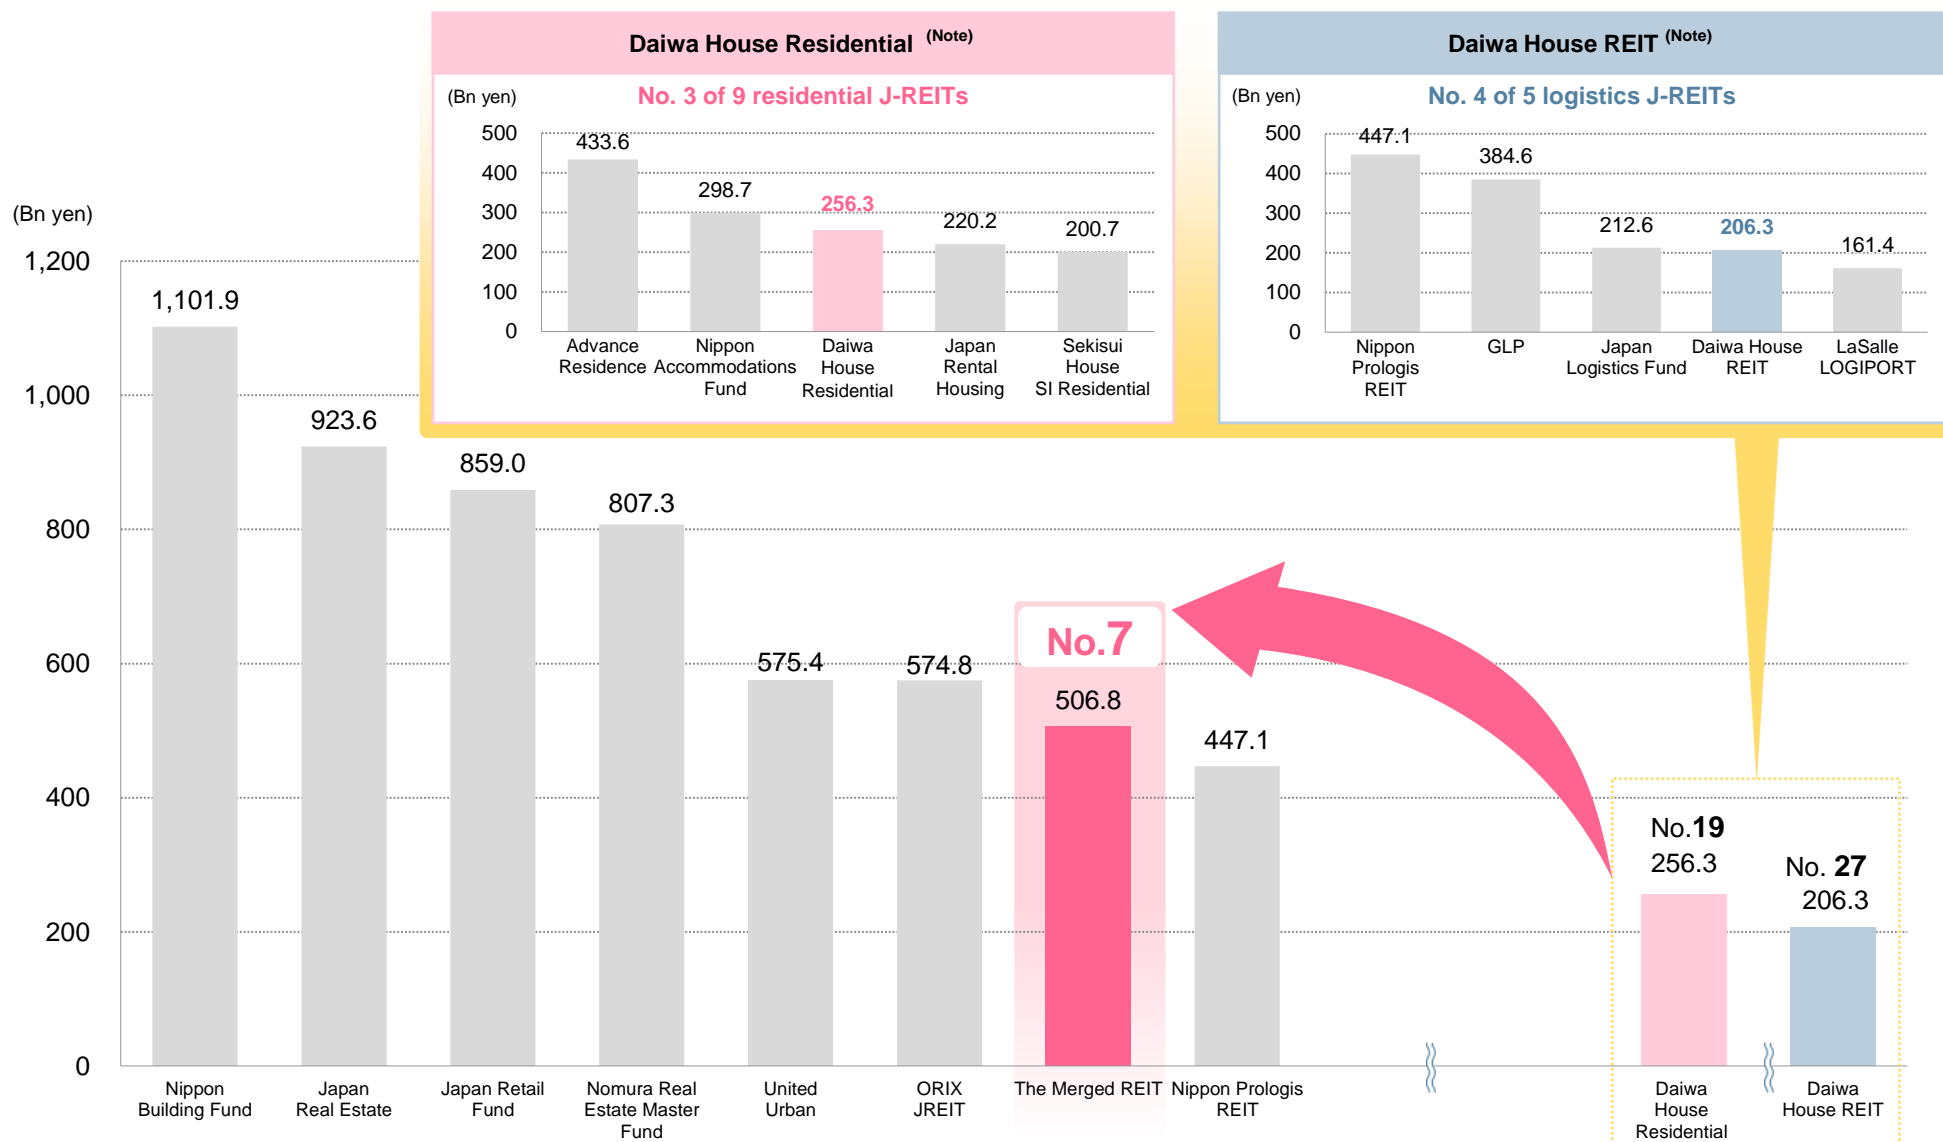 Daiwa House Residential (Note)
No. 3 of 9 residential J-REITs
(Bn yen)
500
400
300
200
100
0
433.6
298.7
256.3
220.2
200.7
Advance
Residence
Nippon
Accommodations
Fund
Daiwa
House
Residential
Japan
Rental
Housing
Sekisui
House
SI Residential
Daiwa House REIT (Note)
No. 4 of 5 logistics J-REITs
(Bn yen)
500
400
300
200
100
0
447.1
384.6
212.6
206.3
161.4
Nippon
Prologis
REIT
GLP
Japan
Logistics Fund
Daiwa House
REIT
LaSalle
LOGIPORT
(Bn yen)
1,200
1,000
800
600
400
200
0
1,101.9
923.6
859.0
807.3
575.4
574.8
No.7
506.8
447.1
No.19
256.3
No. 27
206.3
Nippon
Building Fund
Japan
Real Estate
Japan Retail
Fund
Nomura Real
Estate Master
Fund
United
Urban
ORIX
JREIT
The Merged REIT
Nippon Prologis
REIT
Daiwa
House
Residential
Daiwa
House REIT